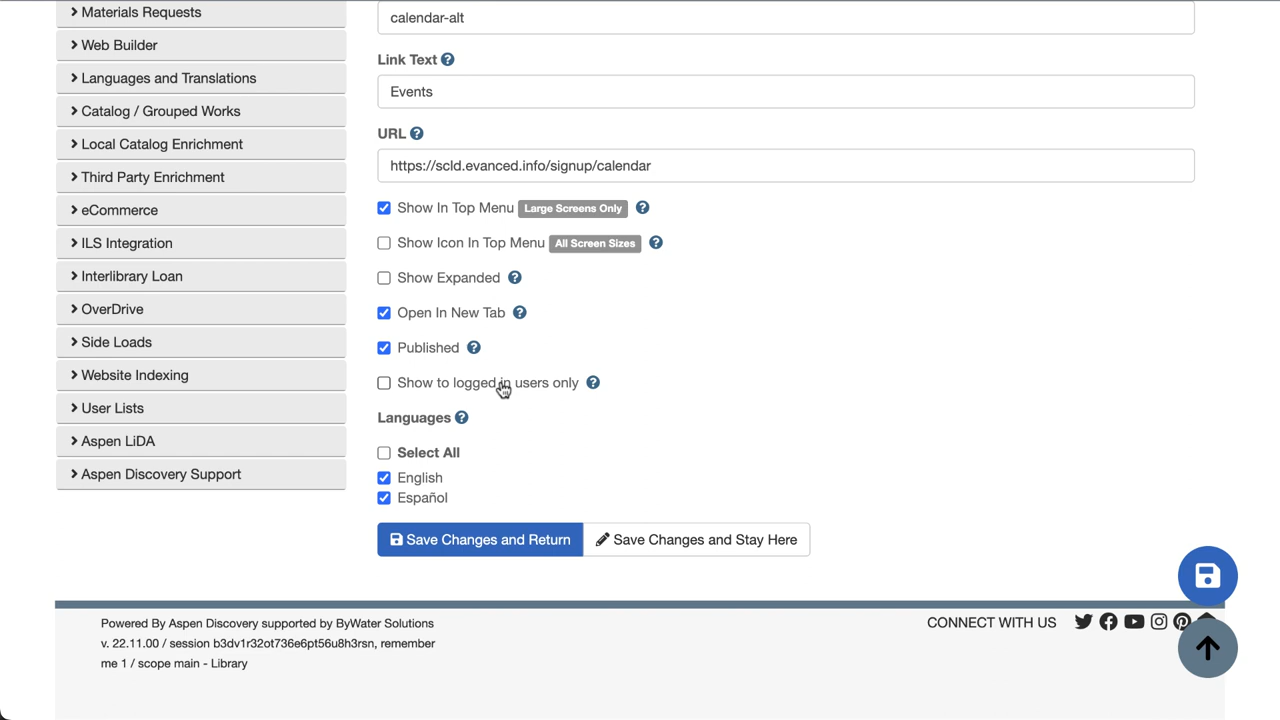 Materials Requests
Web Builder
Languages and Translations
Catalog / Grouped Works
Local Catalog Enrichment
Third Party Enrichment
eCommerce
ILS Integration
Interlibrary Loan
OverDrive
Side Loads
Website Indexing
User Lists
Aspen LiDA
Aspen Discovery Support
calendar-alt
Link Text
Events
URL
https://scld.evanced.info/signup/calendar
Show In Top Menu Large Screens Only
Show Icon In Top Menu All Screen Sizes
Show Expanded
Open In New Tab
Published
Show to logged in users only
Languages
Select All
English
Español
Save Changes and Return Save Changes and Stay Here
Powered By Aspen Discovery supported by ByWater Solutions
v. 22.11.00 / session b3dv1r32ot736e6pt56u8h3rsn, remember
me 1 / scope main - Library
CONNECT WITH US